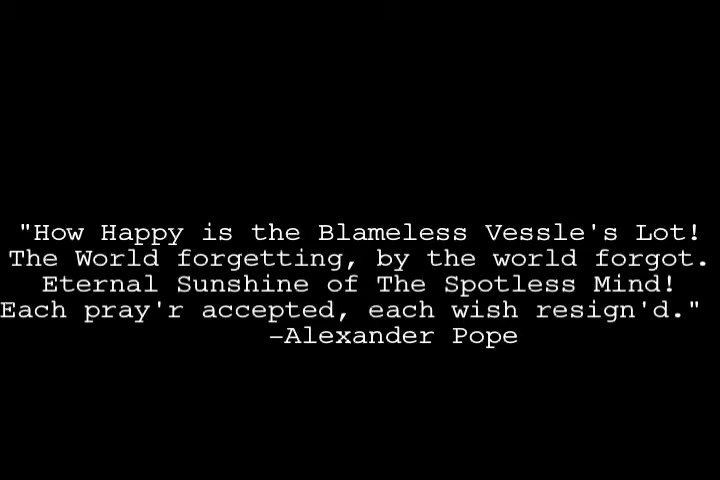 "How Happy is the Blameless Vessle's Lot!
The World forgetting, by the world forgot.
Eternal Sunshine of The Spotless Mind!
Each pray'r accepted, each wish resign'd."
–Alexander Pope